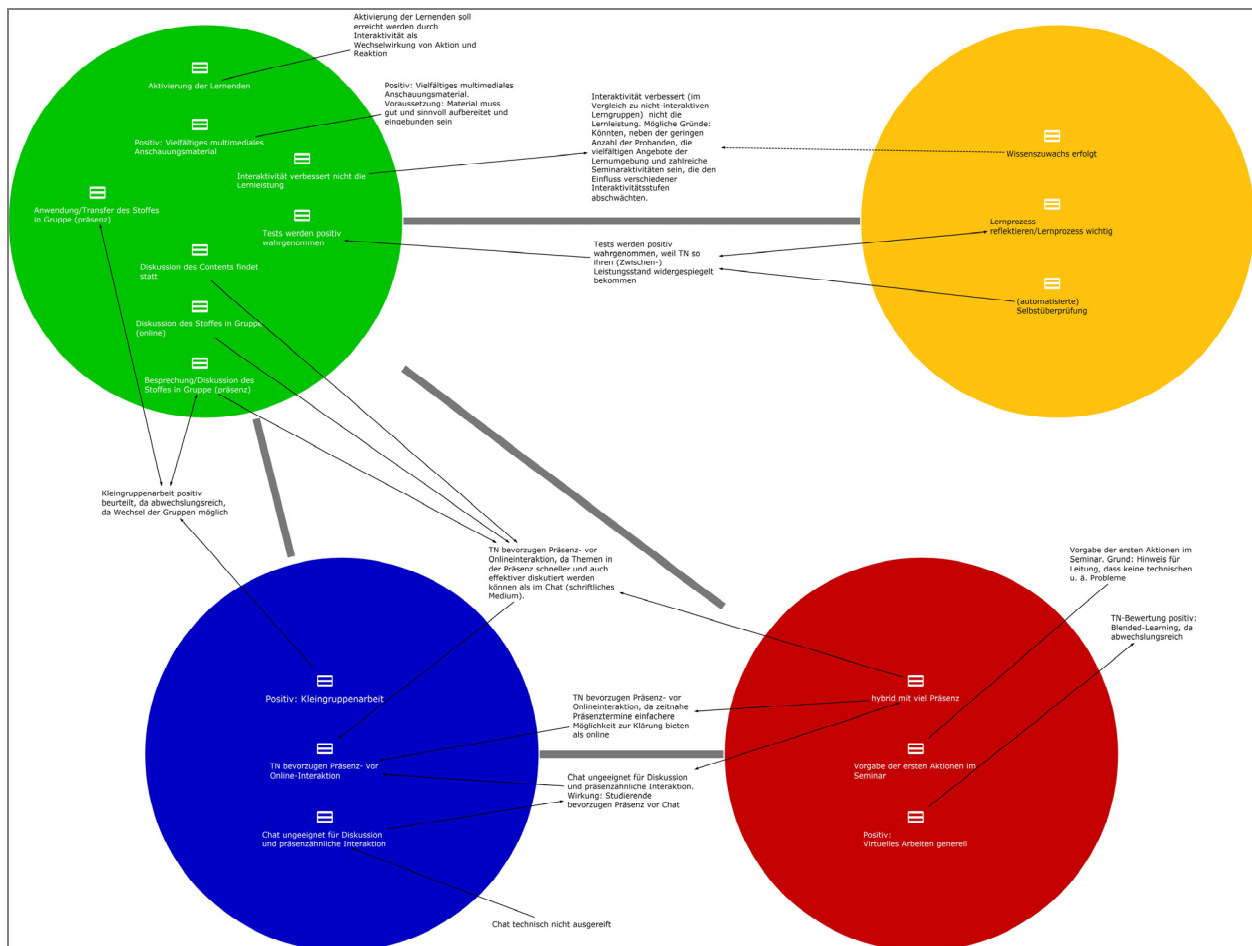 Aktivierung der Lernenden soll
erreicht werden durch
Interaktivität als
Wechselwirkung von Aktion und
Reaktion
Aktivierung der Lernenden
Positiv: Vielfältiges multimediales
Anschauungsmaterial.
Voraussetzung: Material muss
gut und sinnvoll aufbereitet und
eingebunden sein
Positiv: Vielfältiges multimediales
Anschauungsmaterial
Interaktivität verbessert nicht die
Lernleistung
Anwendung/Transfer des Stoffes
in Gruppe (präsenz)
Tests werden positiv
wahrgenommen
Diskussion des Contents findet
statt
Diskussion des Stoffes in Gruppe
(online)
Besprechung/Diskussion des
Stoffes in Gruppe (präsenz)
Interaktivität verbessert (im
Vergleich zu nicht-interaktiven
Lerngruppen) nicht die
Lernleistung. Mögliche Gründe:
Könnten, neben der geringen
Anzahl der Probanden, die
vielfältigen Angebote der
Lernumgebung und zahlreiche
Seminaraktivitäten sein, die den
Einfluss verschiedener
Interaktivitätsstufen
abschwächten.
Tests werden positiv
wahrgenommen, weil TN so
ihren (Zwischen-)
Leistungsstand widergespiegelt
bekommen
Wissenszuwachs erfolgt
Lernprozess
reflektieren/Lernprozess wichtig
(automatisierte)
Selbstüberprüfung
Kleingruppenarbeit positiv
beurteilt, da abwechslungsreich,
da Wechsel der Gruppen möglich
TN bevorzugen Präsenz- vor
Onlineinteraktion, da Themen in
der Präsenz schneller und auch
effektiver diskutiert werden
können als im Chat (schriftliches
Medium).
Vorgabe der ersten Aktionen im
Seminar. Grund: Hinweis für
Leitung, dass keine technischen
u. ä. Probleme
TN-Bewertung positiv:
Blended-Learning, da
abwechslungsreich
Positiv: Kleingruppenarbeit
TN bevorzugen Präsenz- vor
Online-Interaktion
Chat ungeeignet für Diskussion
und präsenzähnliche Interaktion
TN bevorzugen Präsenz- vor
Onlineinteraktion, da zeitnahe
Präsenztermine einfachere
Möglichkeit zur Klärung bieten
als online
Chat ungeeignet für Diskussion
und präsenzähnliche Interaktion.
Wirkung: Studierende
bevorzugen Präsenz vor Chat
hybrid mit viel Präsenz
Vorgabe der ersten Aktionen im
Seminar
Positiv:
Virtuelles Arbeiten generell
Chat technisch nicht ausgereift